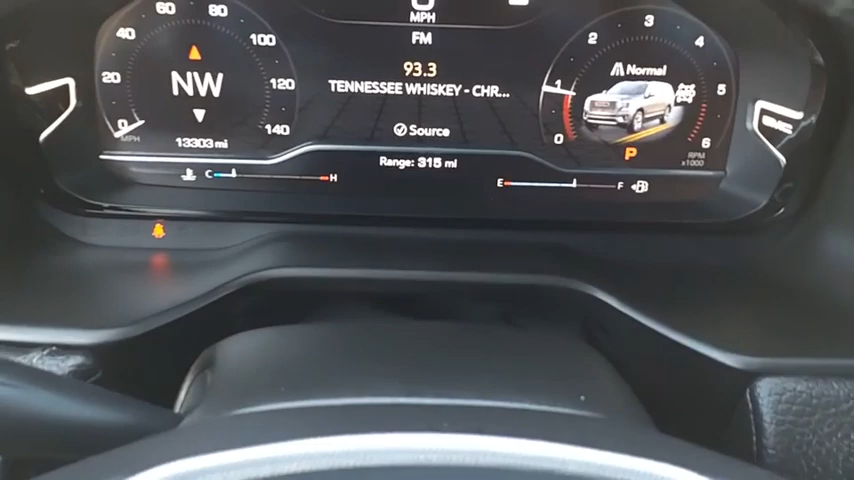 60
80
40
100
20
120
0
140
MPH
NW
13303 mi
C
H
MPH
FM
93.3
TENNESSEE WHISKEY - CHR...
Source
Range: 315 mi
E
F
Normal
0
1
2
3
4
5
6
P
RPM
x1000
GMC